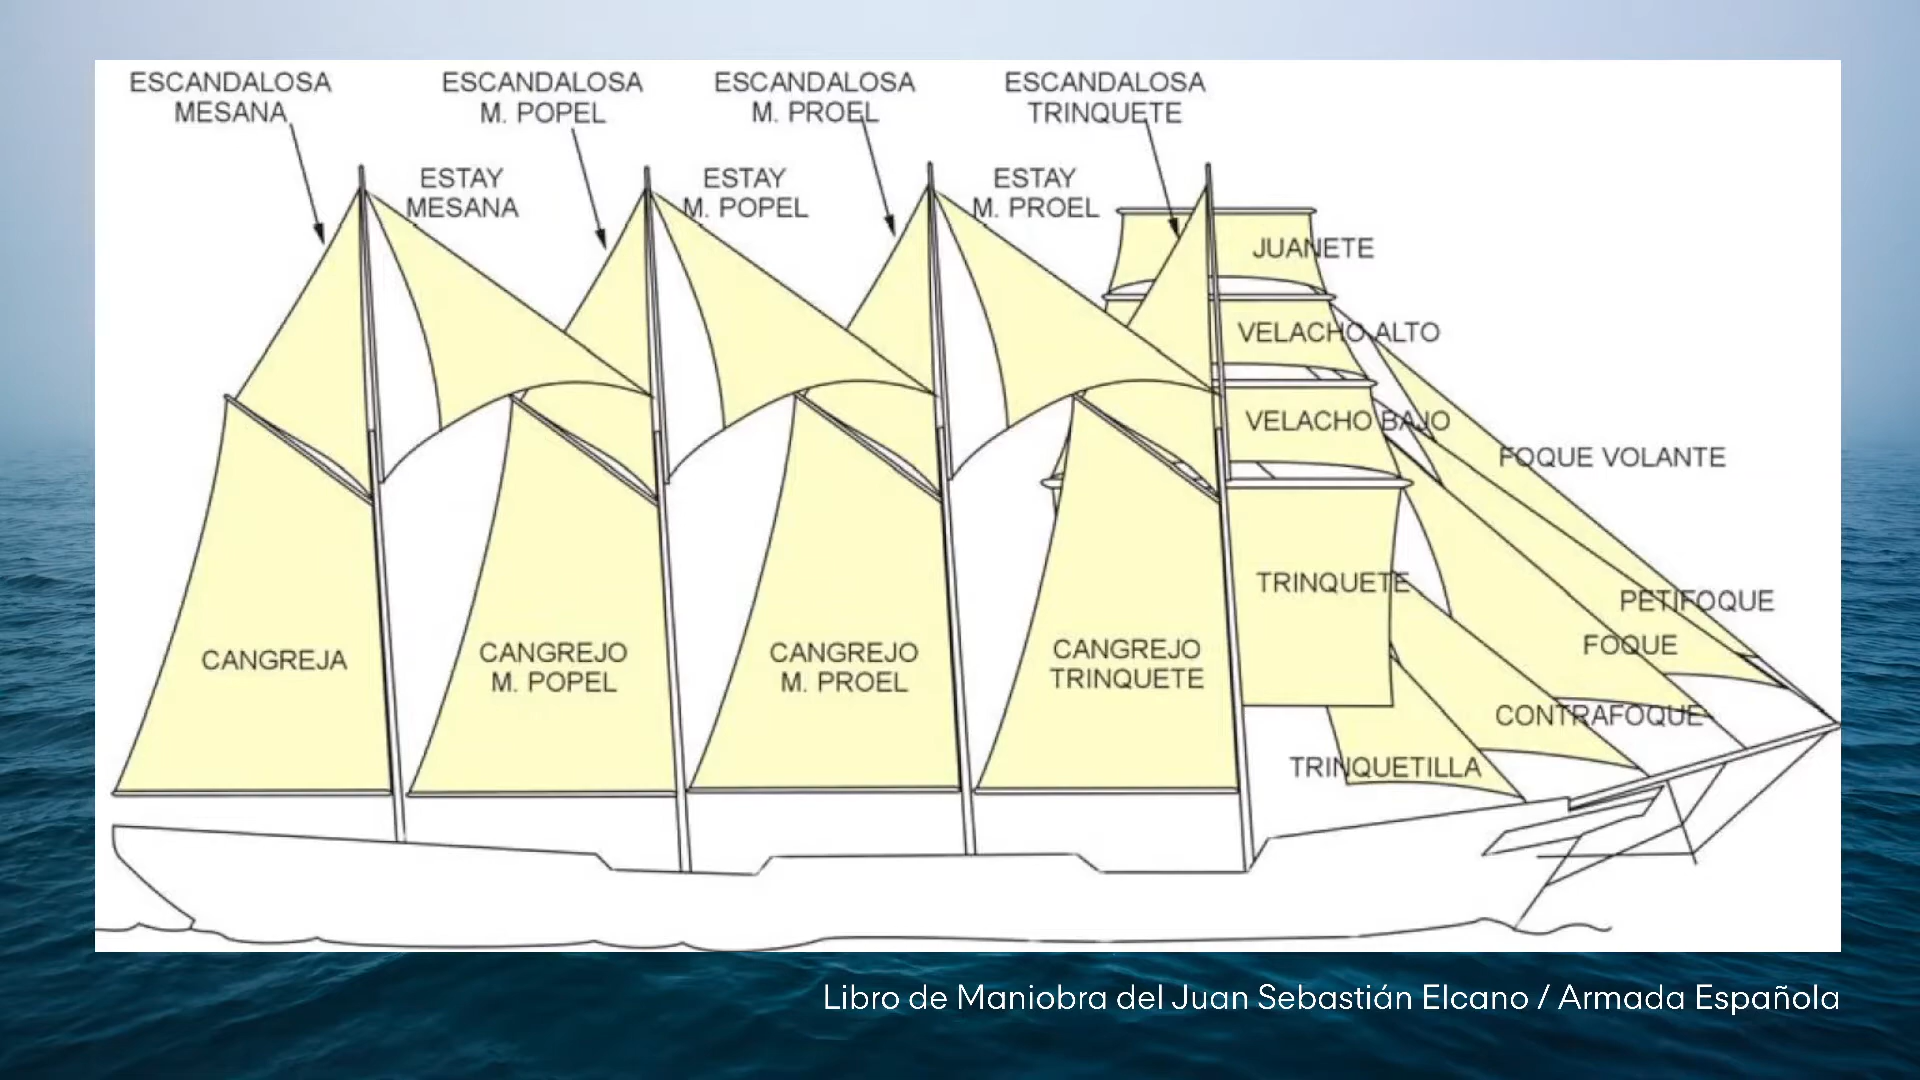 ESCANDALOSA
MESANA
ESCANDALOSA
M. POPEL
ESCANDALOSA
M. PROEL
ESCANDALOSA
TRINQUETE
ESTAY
MESANA
ESTAY
M. POPEL
ESTAY
M. PROEL
JUANETE
VELACHO ALTO
VELACHO BAJO
FOQUE VOLANTE
TRINQUETE
PETIFOQUE
FOQUE
CANGREJA
CANGREJO
M. POPEL
CANGREJO
M. PROEL
CANGREJO
TRINQUETE
CONTRAFOQUE
TRINQUETILLA
Libro de Maniobra del Juan Sebastián Elcano / Armada Española